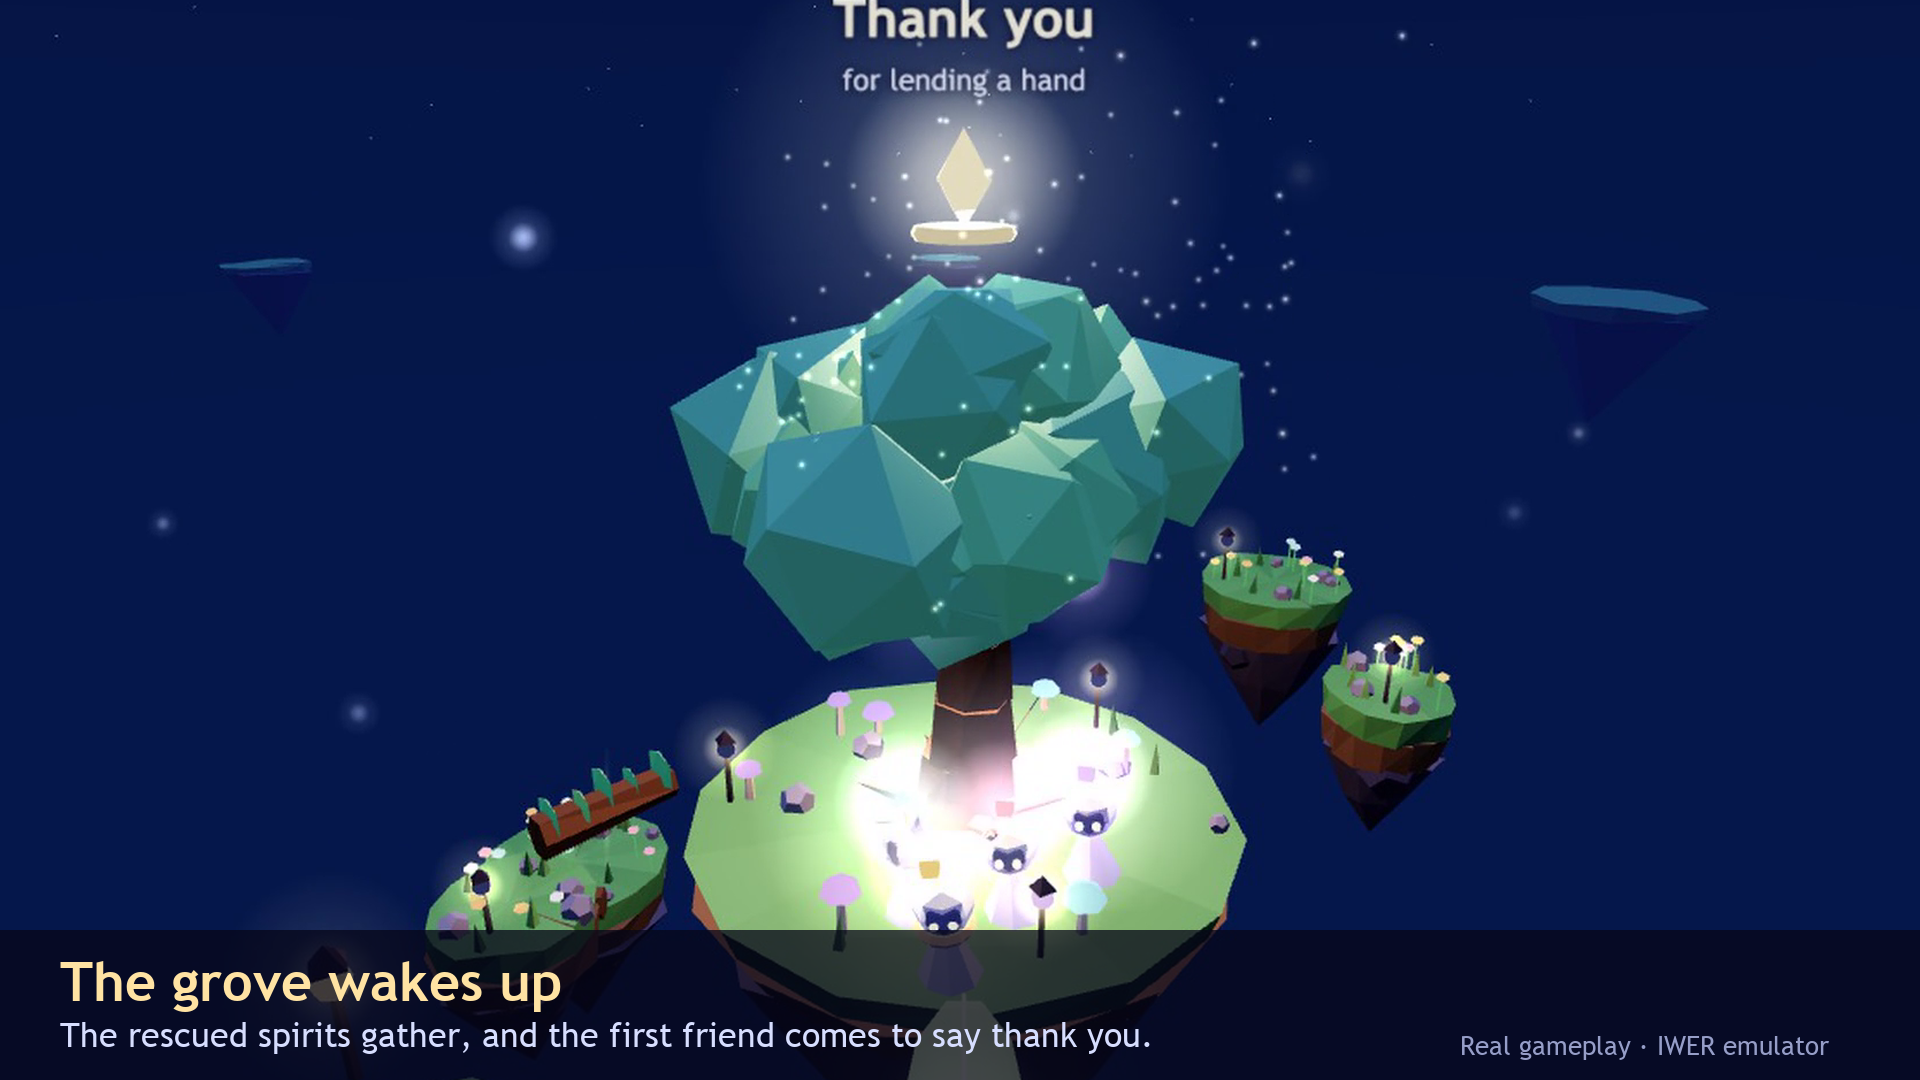 Thank you
for lending a hand
The grove wakes up
The rescued spirits gather, and the first friend comes to say thank you.
Real gameplay · IWER emulator